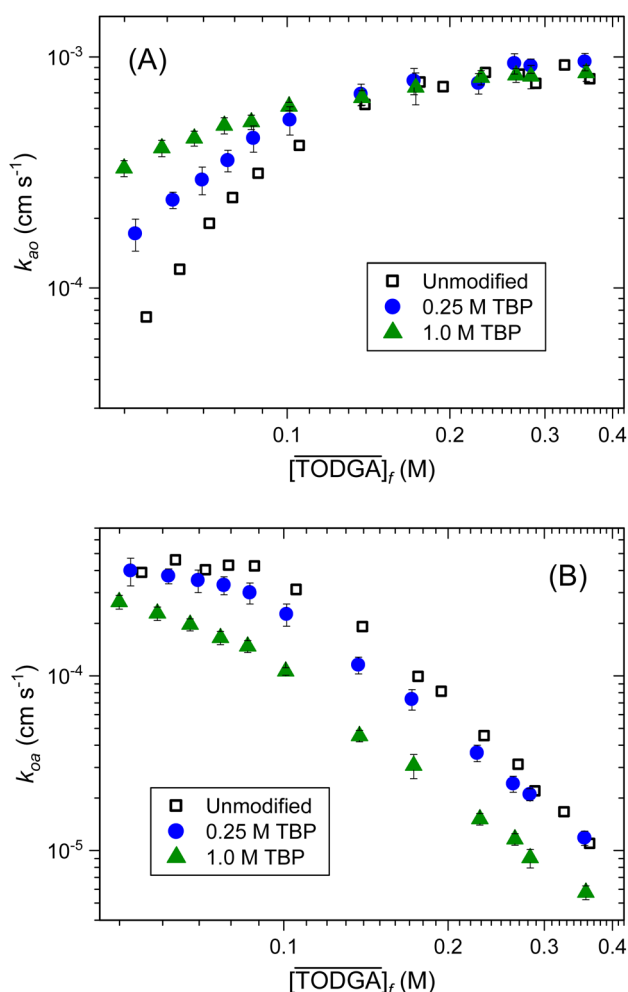 (A)
10⁻³
10⁻⁴
k_ao (cm s⁻¹)
Unmodified
0.25 M TBP
1.0 M TBP
0.1 0.2 0.3 0.4
[T̅O̅D̅G̅A̅]_f (M)
(B)
10⁻⁴
10⁻⁵
k_oa (cm s⁻¹)
Unmodified
0.25 M TBP
1.0 M TBP
0.1 0.2 0.3 0.4
[T̅O̅D̅G̅A̅]_f (M)